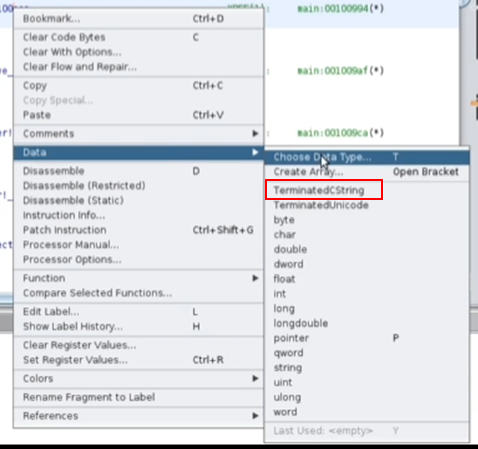 main:00100994(*)
Bookmark... Ctrl+D
Clear Code Bytes C
Clear With Options...
Clear Flow and Repair...
main:001009af(*)
Copy Ctrl+C
Copy Special...
Paste Ctrl+V
Comments
main:001009ca(*)
Data
Choose Data Type... T
Create Array... Open Bracket
TerminatedCString
TerminatedUnicode
byte
char
double
dword
float
int
long
longdouble
pointer P
qword
string
uint
ulong
word
Last Used: <empty> Y
Disassemble D
Disassemble (Restricted)
Disassemble (Static)
Instruction Info...
Patch Instruction Ctrl+Shift+G
Processor Manual...
Processor Options...
Function
Compare Selected Functions...
Edit Label... L
Show Label History... H
Clear Register Values...
Set Register Values... Ctrl+R
Colors
Rename Fragment to Label
References